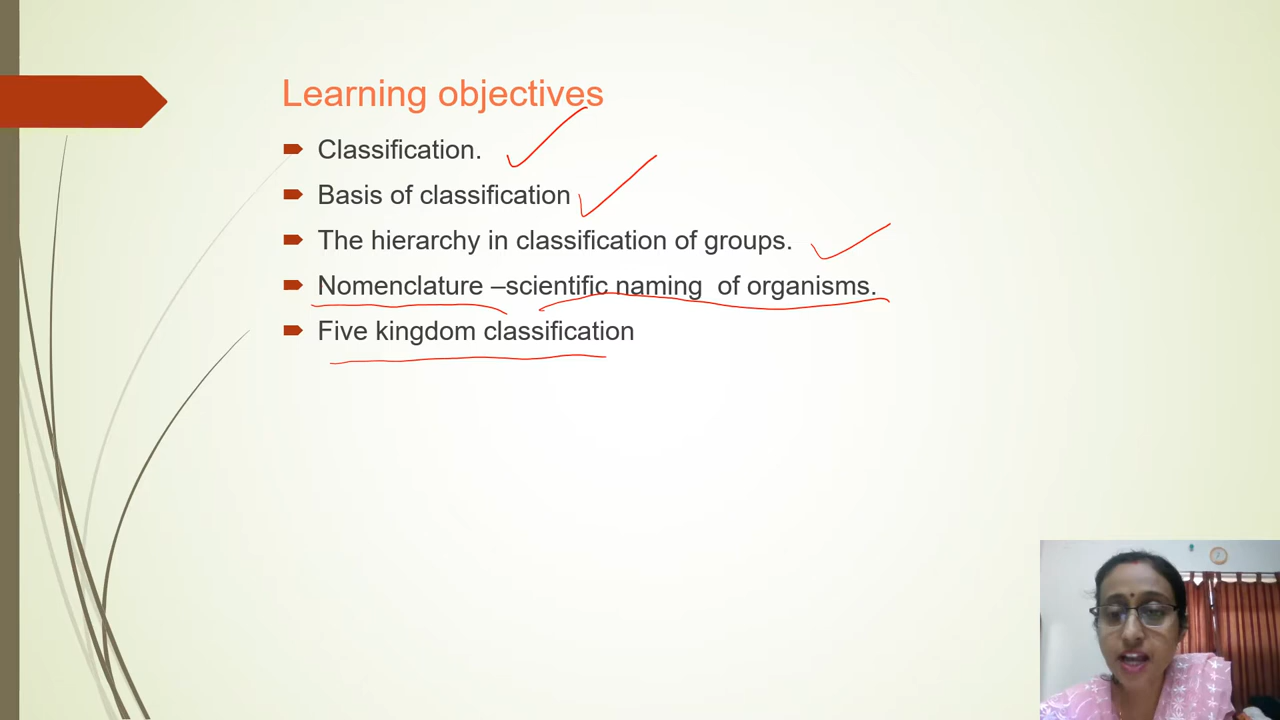 Learning objectives
Classification.
Basis of classification
The hierarchy in classification of groups.
Nomenclature –scientific naming  of organisms.
Five kingdom classification